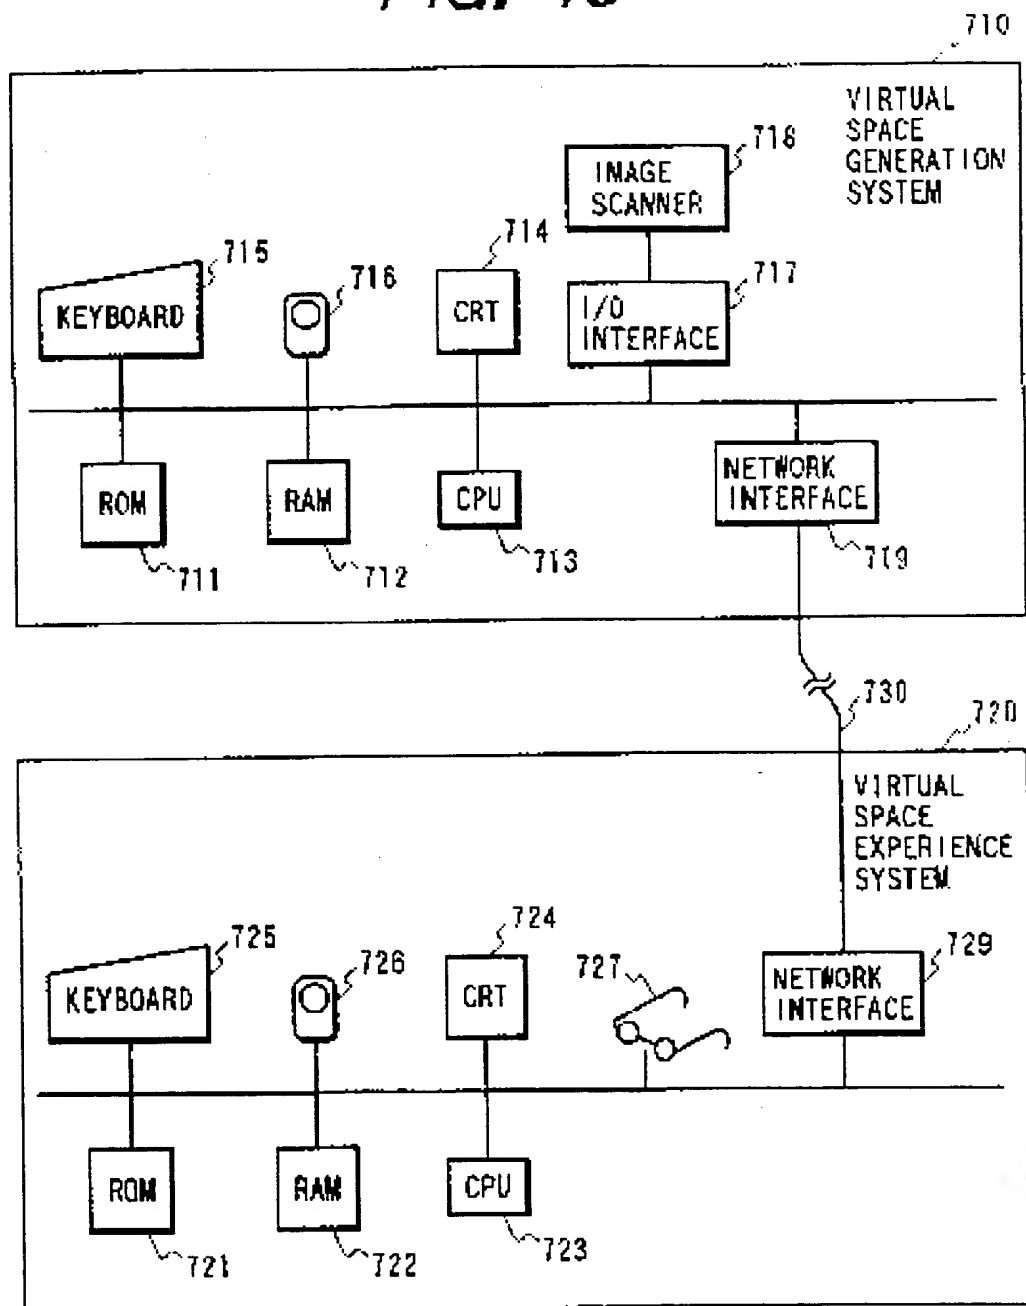 710
VIRTUAL
SPACE
GENERATION
SYSTEM
718
IMAGE
SCANNER
714
715
716
717
KEYBOARD
CRT
I/O
INTERFACE
ROM
RAM
CPU
NETWORK
INTERFACE
711
712
713
719
730
720
VIRTUAL
SPACE
EXPERIENCE
SYSTEM
724
725
726
727
729
KEYBOARD
CRT
NETWORK
INTERFACE
ROM
RAM
CPU
721
722
723